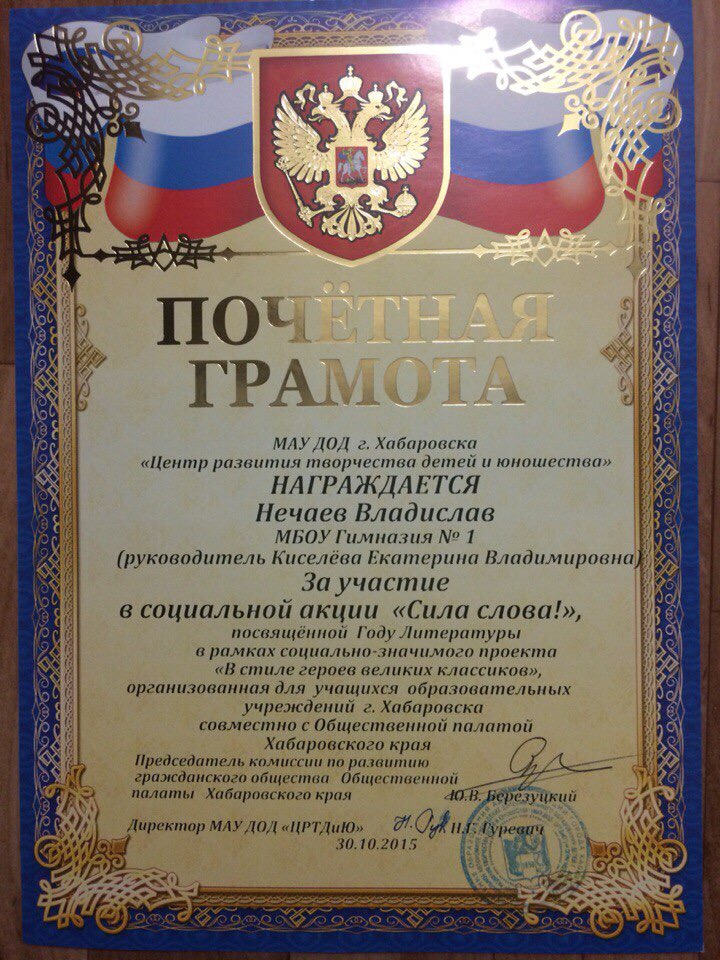 ПОЧЁТНАЯ
ГРАМОТА
МАУ ДОД г. Хабаровска
«Центр развития творчества детей и юношества»
НАГРАЖДАЕТСЯ
Нечаев Владислав
МБОУ Гимназия № 1
(руководитель Киселёва Екатерина Владимировна)
За участие
в социальной акции «Сила слова!»,
посвящённой Году Литературы
в рамках социально-значимого проекта
«В стиле героев великих классиков»,
организованная для учащихся образовательных
учреждений г. Хабаровска
совместно с Общественной палатой
Хабаровского края
Председатель комиссии по развитию
гражданского общества Общественной
палаты Хабаровского края Ю.В. Березуцкий
Директор МАУ ДОД «ЦРТДиЮ» Н.Г. Гуревич
30.10.2015